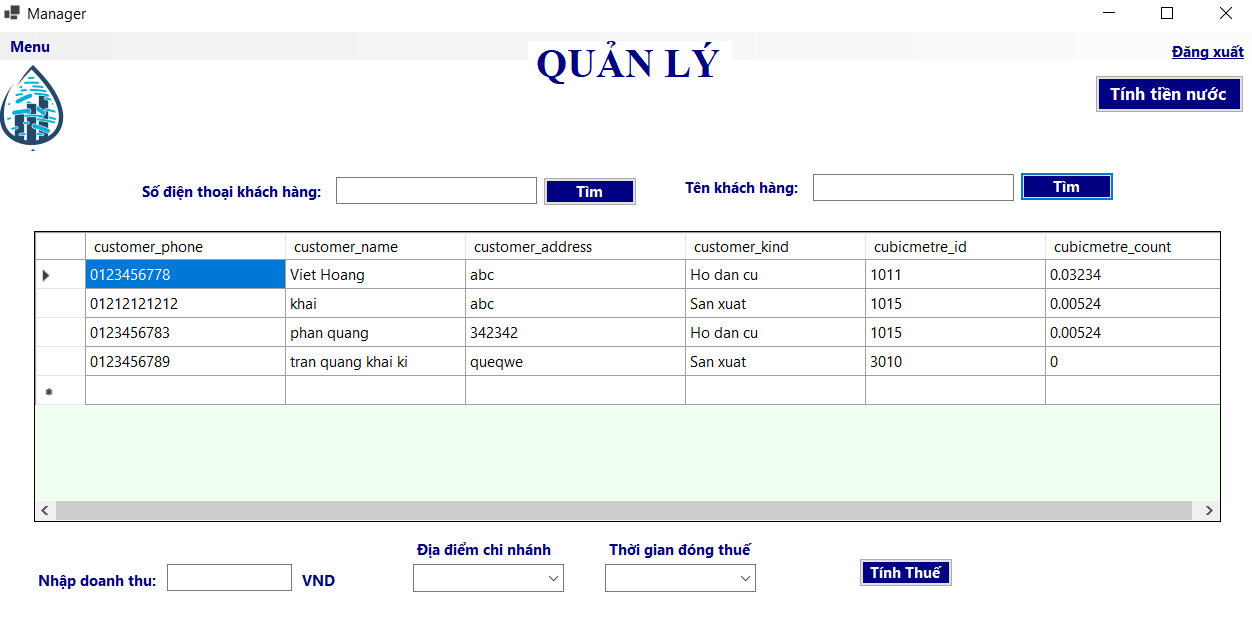 Manager
Menu
QUẢN LÝ
Đăng xuất
Tính tiền nước
Số điện thoại khách hàng: Tìm Tên khách hàng: Tìm
customer_phone customer_name customer_address customer_kind cubicmetre_id cubicmetre_count
0123456778 Viet Hoang abc Ho dan cu 1011 0.03234
01212121212 khai abc San xuat 1015 0.00524
0123456783 phan quang 342342 Ho dan cu 1015 0.00524
0123456789 tran quang khai ki queqwe San xuat 3010 0
Địa điểm chi nhánh Thời gian đóng thuế
Nhập doanh thu: VND Tính Thuế